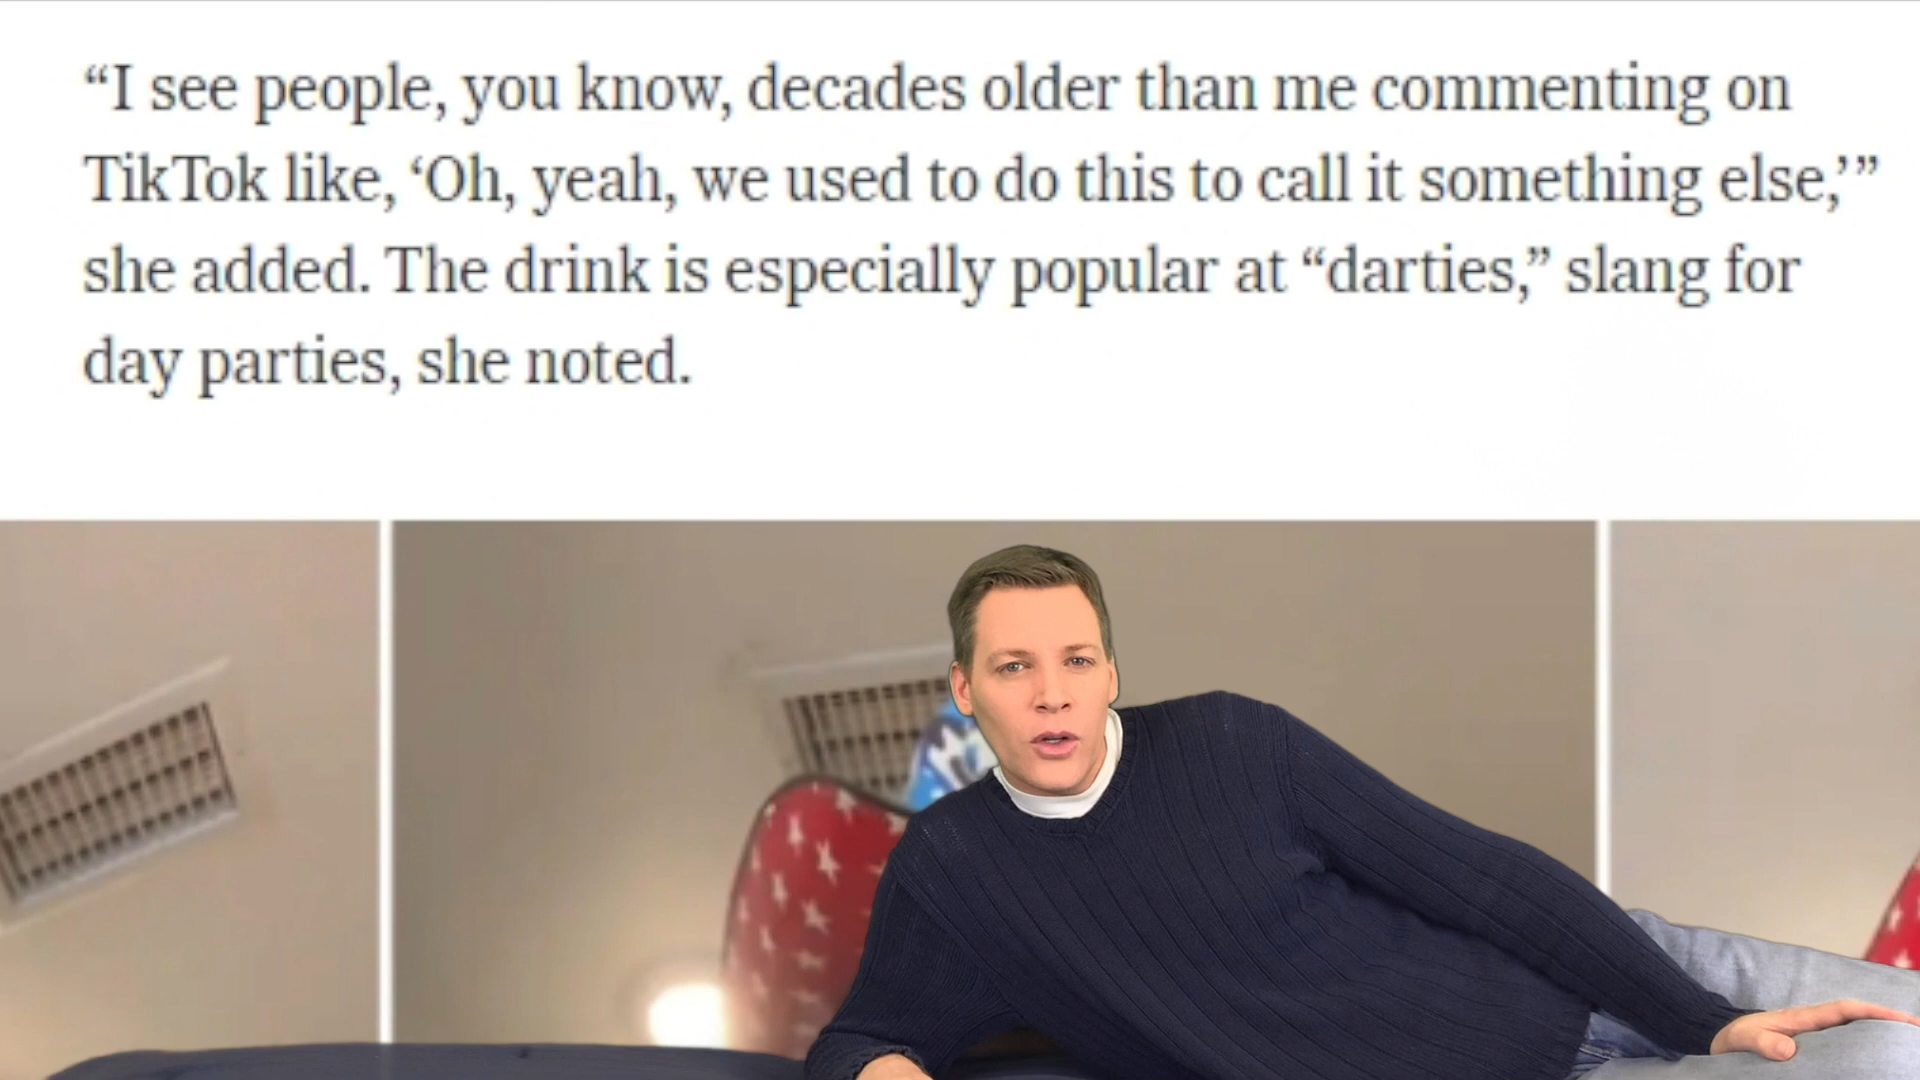 “I see people, you know, decades older than me commenting on
TikTok like, ‘Oh, yeah, we used to do this to call it something else,’”
she added. The drink is especially popular at “darties,” slang for
day parties, she noted.